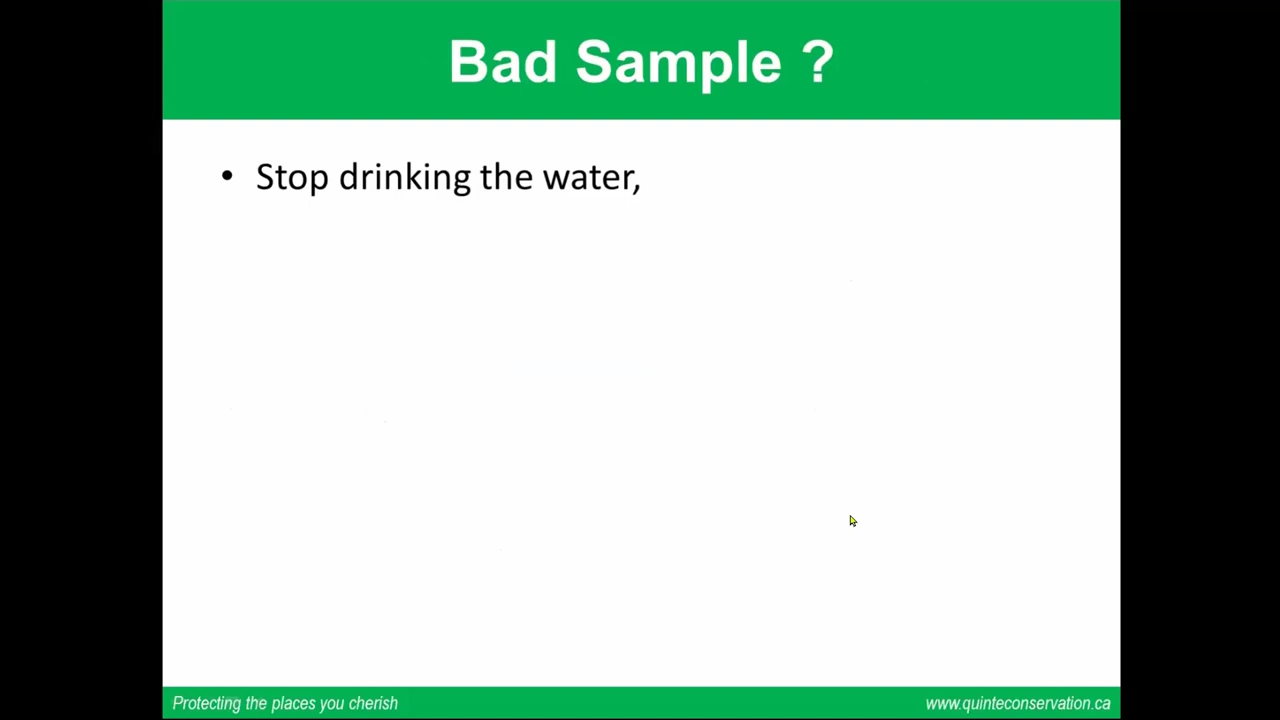 Bad Sample ?
• Stop drinking the water,
Protecting the places you cherish
www.quinteconservation.ca